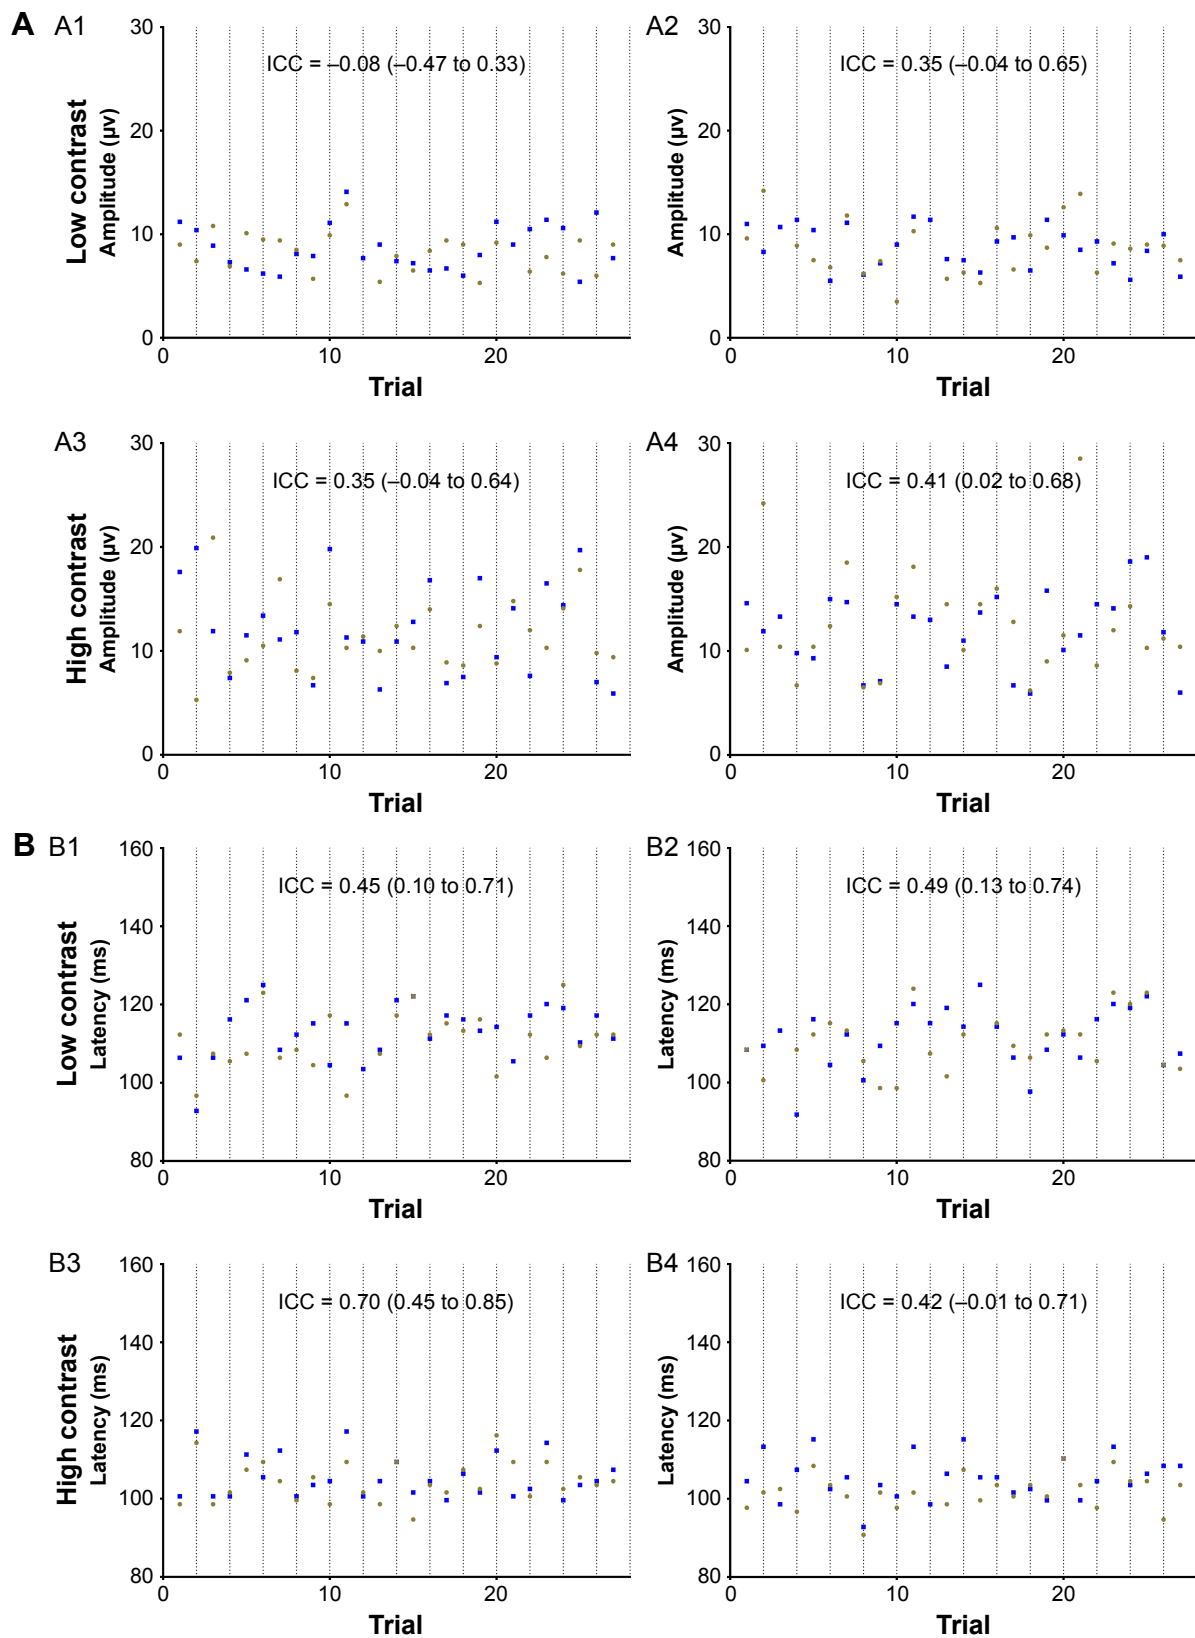 A A1
ICC = –0.08 (–0.47 to 0.33)
Low contrast
Amplitude (µv)
30
20
10
0
0 10 20
Trial
A2
ICC = 0.35 (–0.04 to 0.65)
Amplitude (µv)
30
20
10
0
0 10 20
Trial
A3
ICC = 0.35 (–0.04 to 0.64)
High contrast
Amplitude (µv)
30
20
10
0
0 10 20
Trial
A4
ICC = 0.41 (0.02 to 0.68)
Amplitude (µv)
30
20
10
0
0 10 20
Trial
B B1
ICC = 0.45 (0.10 to 0.71)
Low contrast
Latency (ms)
160
140
120
100
80
0 10 20
Trial
B2
ICC = 0.49 (0.13 to 0.74)
Latency (ms)
160
140
120
100
80
0 10 20
Trial
B3
ICC = 0.70 (0.45 to 0.85)
High contrast
Latency (ms)
160
140
120
100
80
0 10 20
Trial
B4
ICC = 0.42 (–0.01 to 0.71)
Latency (ms)
160
140
120
100
80
0 10 20
Trial